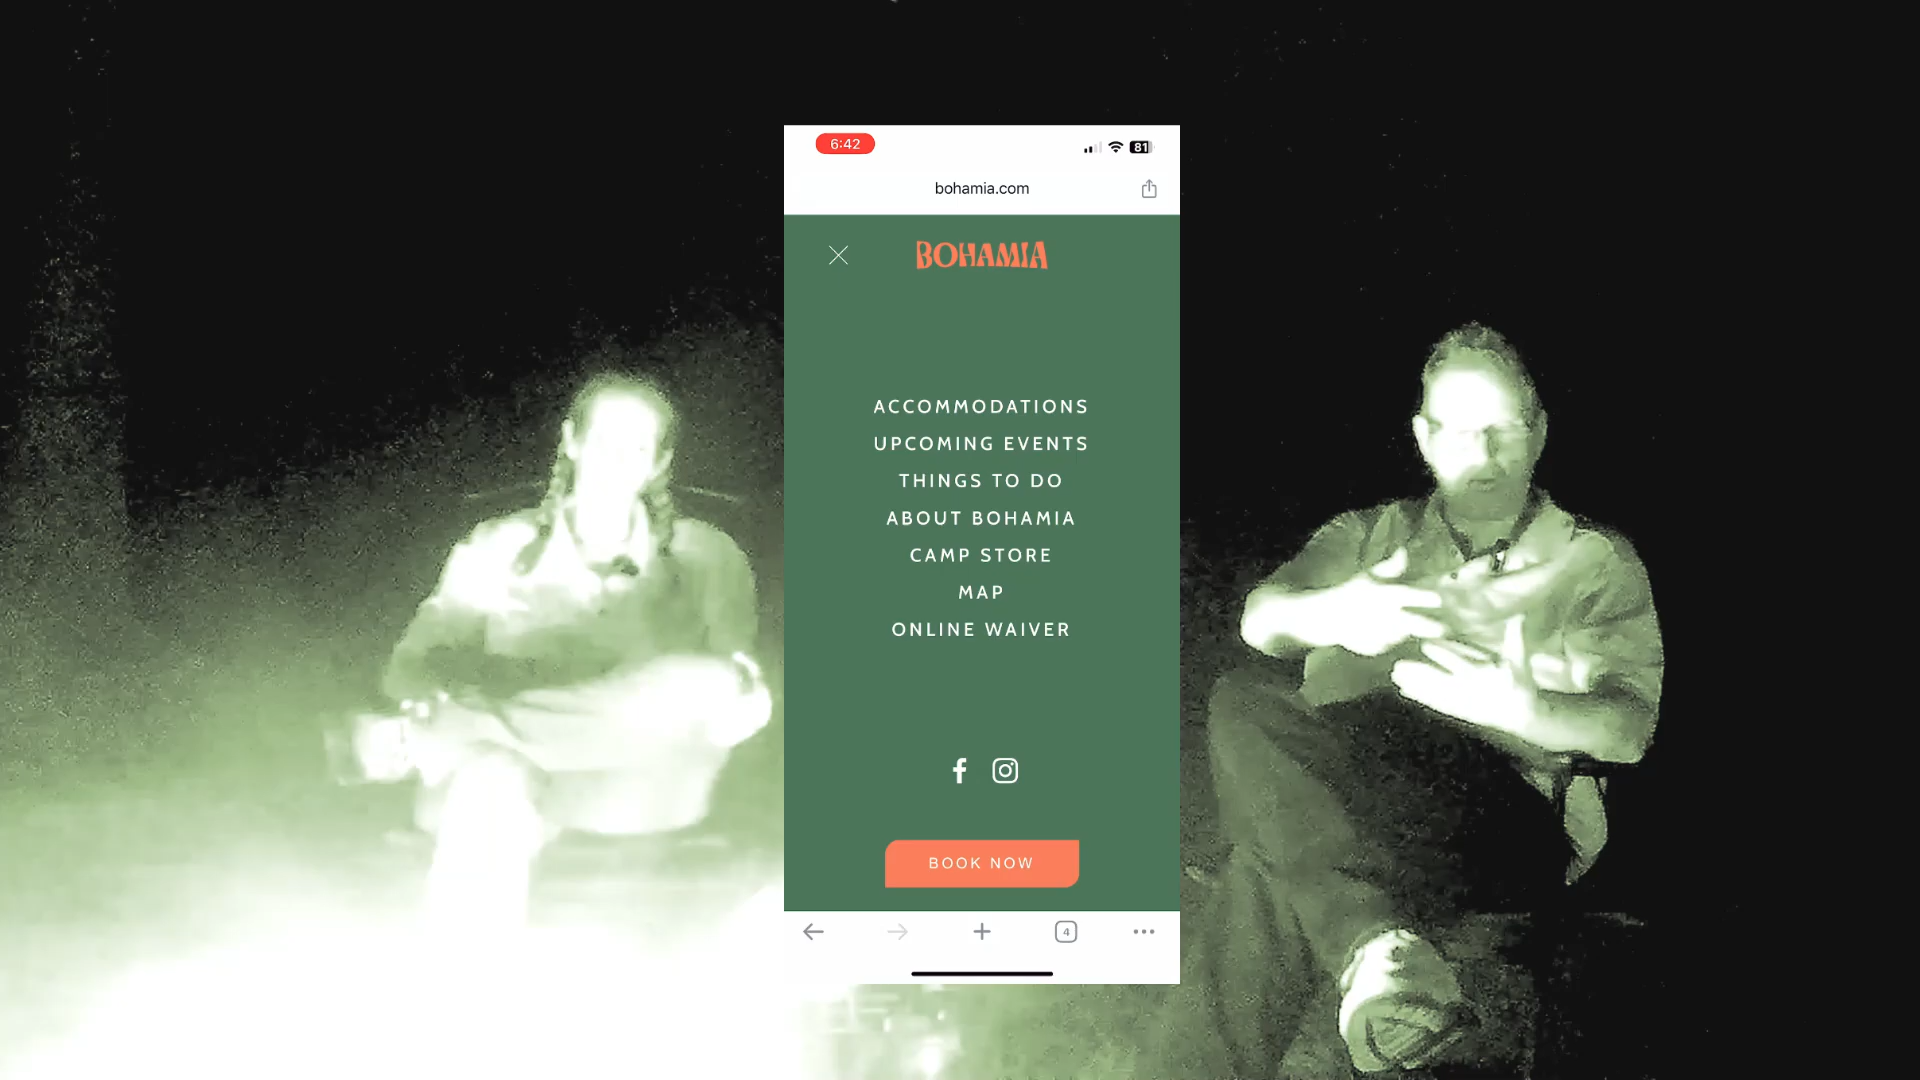 6:42
81
bohamia.com
BOHAMIA
ACCOMMODATIONS
UPCOMING EVENTS
THINGS TO DO
ABOUT BOHAMIA
CAMP STORE
MAP
ONLINE WAIVER
BOOK NOW
4